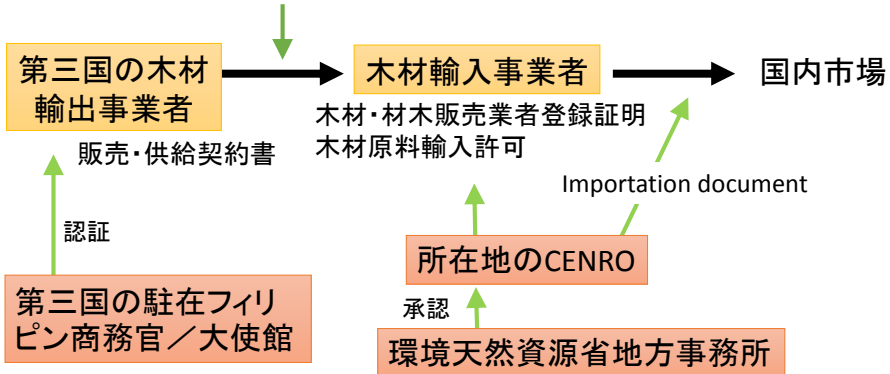 第三国の木材
輸出事業者
木材輸入事業者
国内市場
販売・供給契約書
木材・材木販売業者登録証明
木材原料輸入許可
Importation document
認証
所在地のCENRO
第三国の駐在フィリ
ピン商務官／大使館
承認
環境天然資源省地方事務所